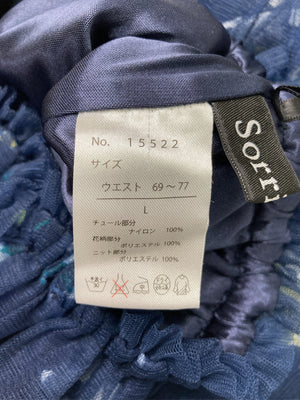 No. 15522
サイズ
ウエスト 69～77
L
チュール部分
ナイロン 100%
花柄部分
ポリエステル 100%
ニット部分
ポリエステル 100%
Sorri